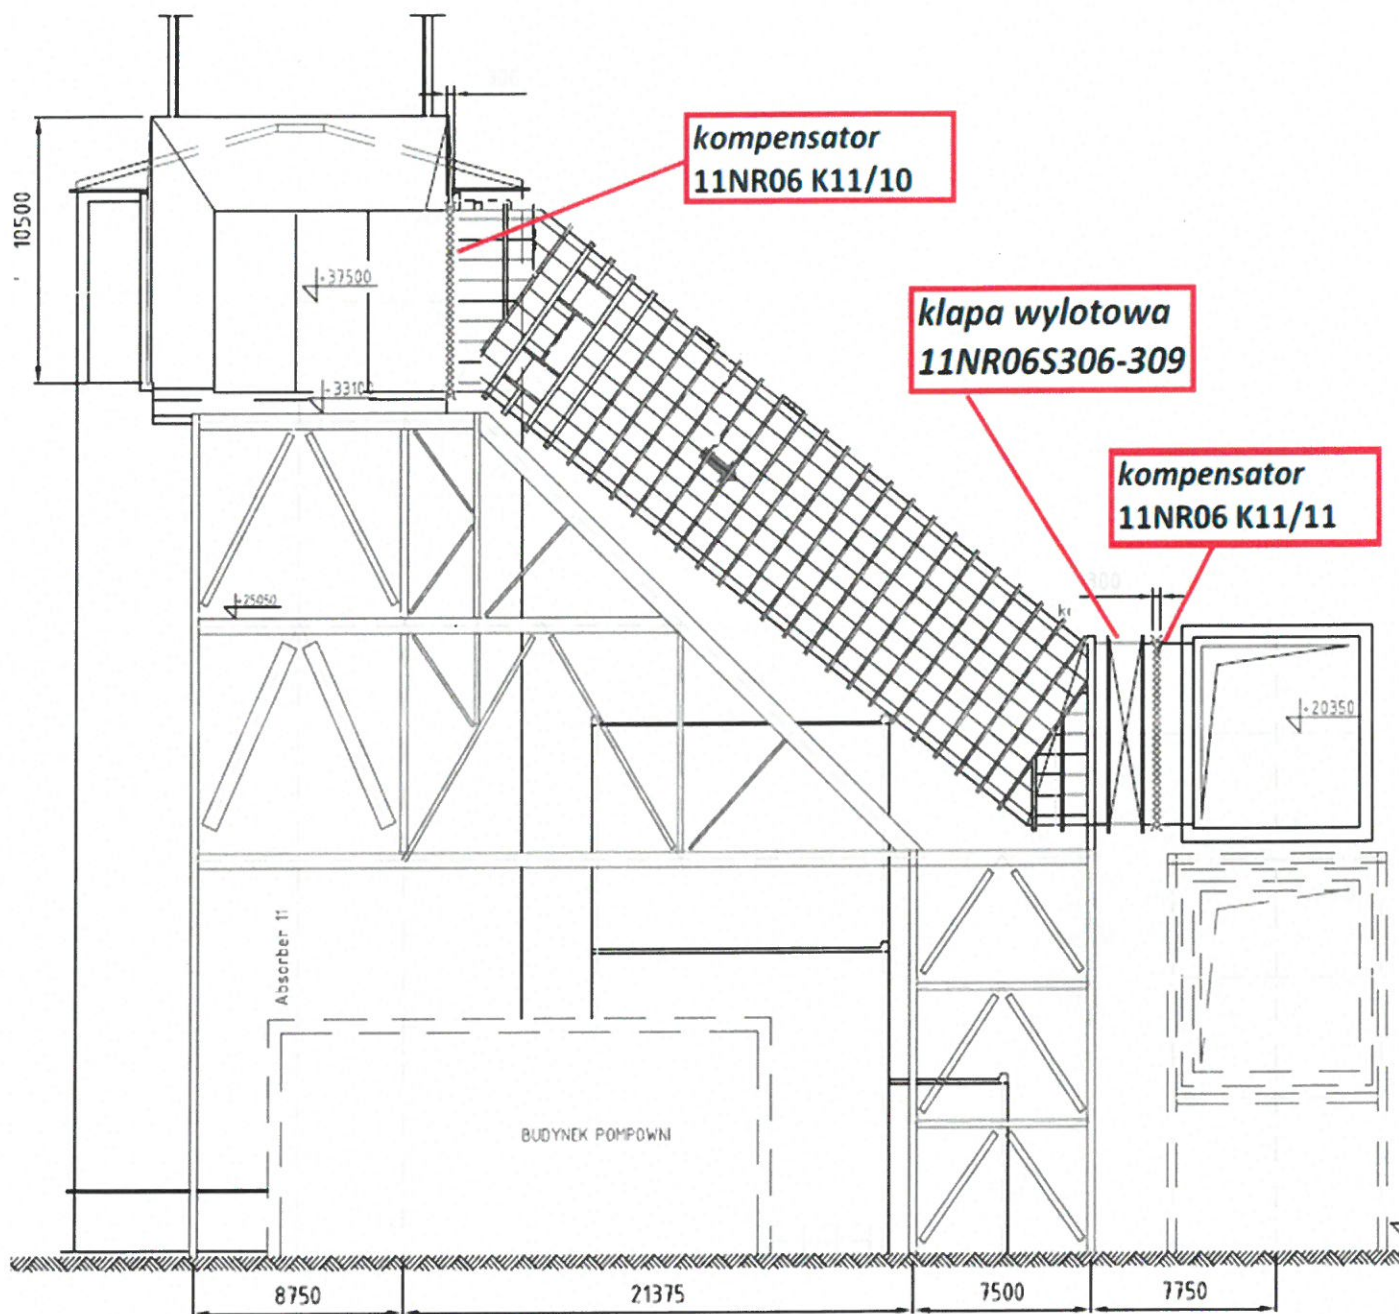 kompensator
11NR06 K11/10
10500
+37500
klapa wylotowa
11NR06S306-309
+33100
kompensator
11NR06 K11/11
300
+25050
+20350
Absorber 11
BUDYNEK POMPOWNI
8750
21375
7500
7750